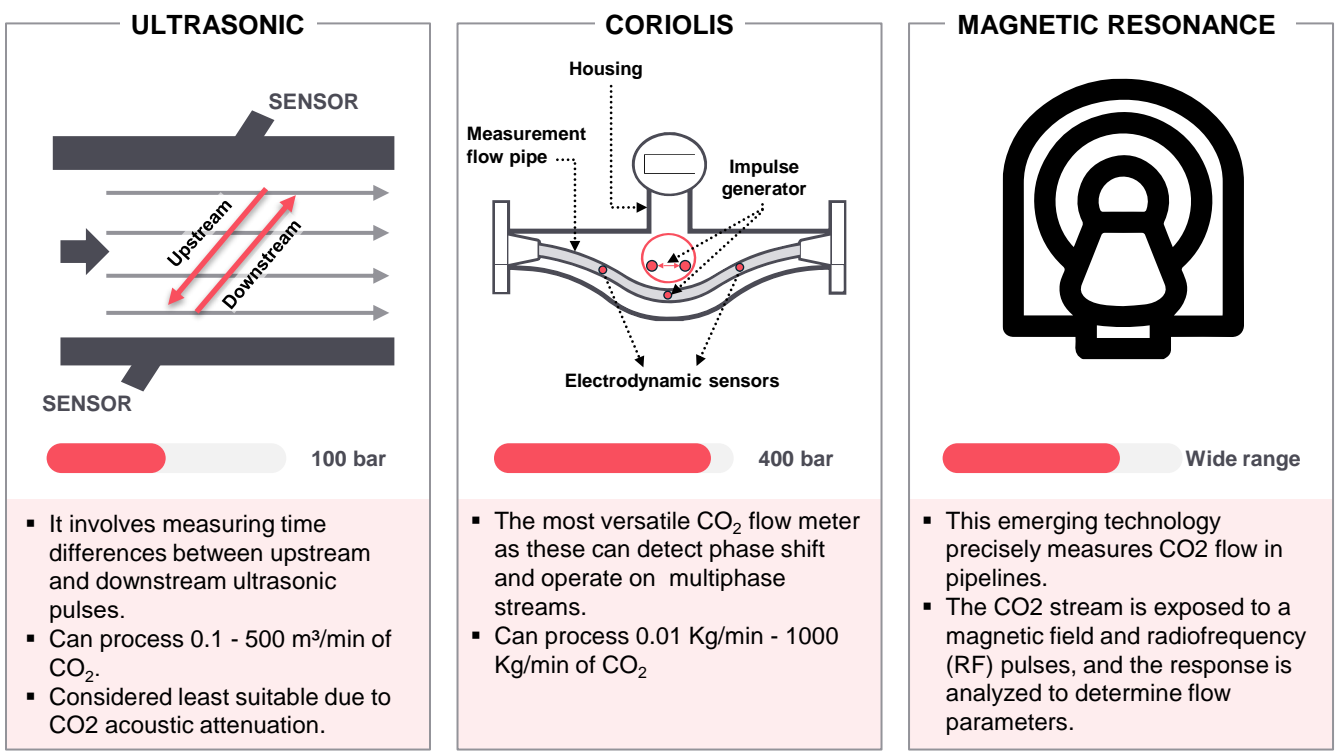 ULTRASONIC
SENSOR
Upstream
Downstream
SENSOR
100 bar
▪ It involves measuring time
differences between upstream
and downstream ultrasonic
pulses.
▪ Can process 0.1 - 500 m³/min of
CO₂.
▪ Considered least suitable due to
CO2 acoustic attenuation.
CORIOLIS
Housing
Measurement
flow pipe
Impulse
generator
Electrodynamic sensors
400 bar
▪ The most versatile CO₂ flow meter
as these can detect phase shift
and operate on multiphase
streams.
▪ Can process 0.01 Kg/min - 1000
Kg/min of CO₂
MAGNETIC RESONANCE
Wide range
▪ This emerging technology
precisely measures CO2 flow in
pipelines.
▪ The CO2 stream is exposed to a
magnetic field and radiofrequency
(RF) pulses, and the response is
analyzed to determine flow
parameters.